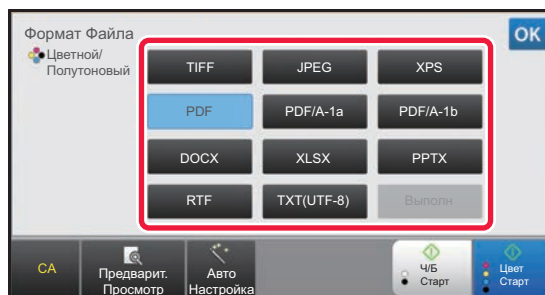 Формат Файла
OK
Цветной/
Полутоновый
TIFF
JPEG
XPS
PDF
PDF/A-1a
PDF/A-1b
DOCX
XLSX
PPTX
RTF
TXT(UTF-8)
Выполн
CA
Предварит.
Просмотр
Авто
Настройка
Ч/Б
Старт
Цвет
Старт